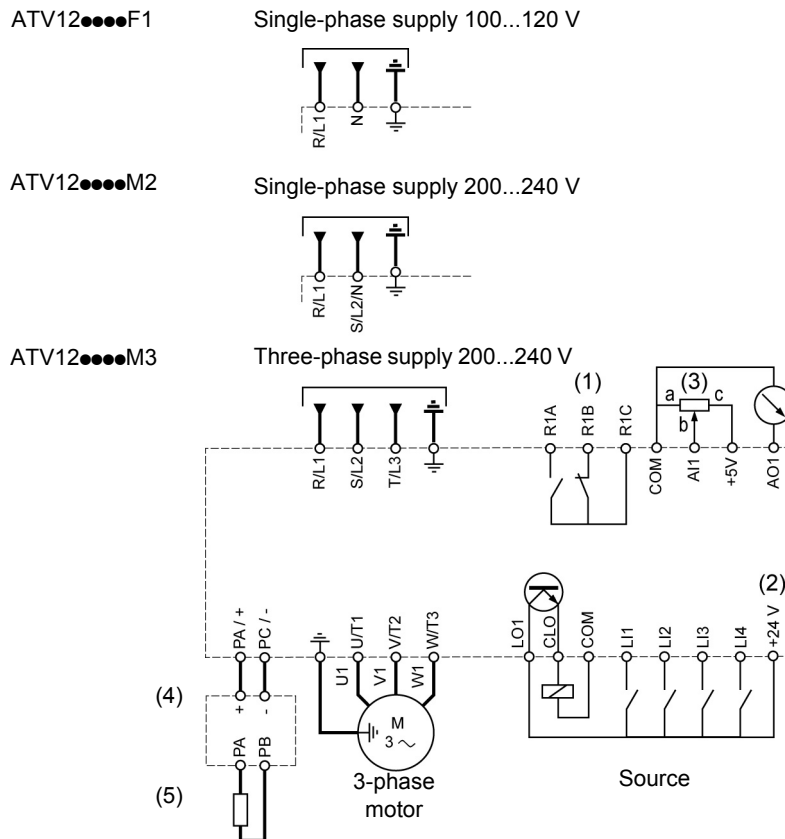 ATV12●●●●F1 Single-phase supply 100...120 V
R/L1 N
ATV12●●●●M2 Single-phase supply 200...240 V
R/L1 S/L2/N
ATV12●●●●M3 Three-phase supply 200...240 V
(1) (3)
a c
b
R/L1 S/L2 T/L3 R1A R1B R1C COM AI1 +5V AO1
(2)
PA / + PC / - U/T1 V/T2 W/T3 LO1 CLO COM LI1 LI2 LI3 LI4 +24 V
U1 V1 W1
(4) + -
M
3 ~
PA PB
(5)
3-phase
motor
Source